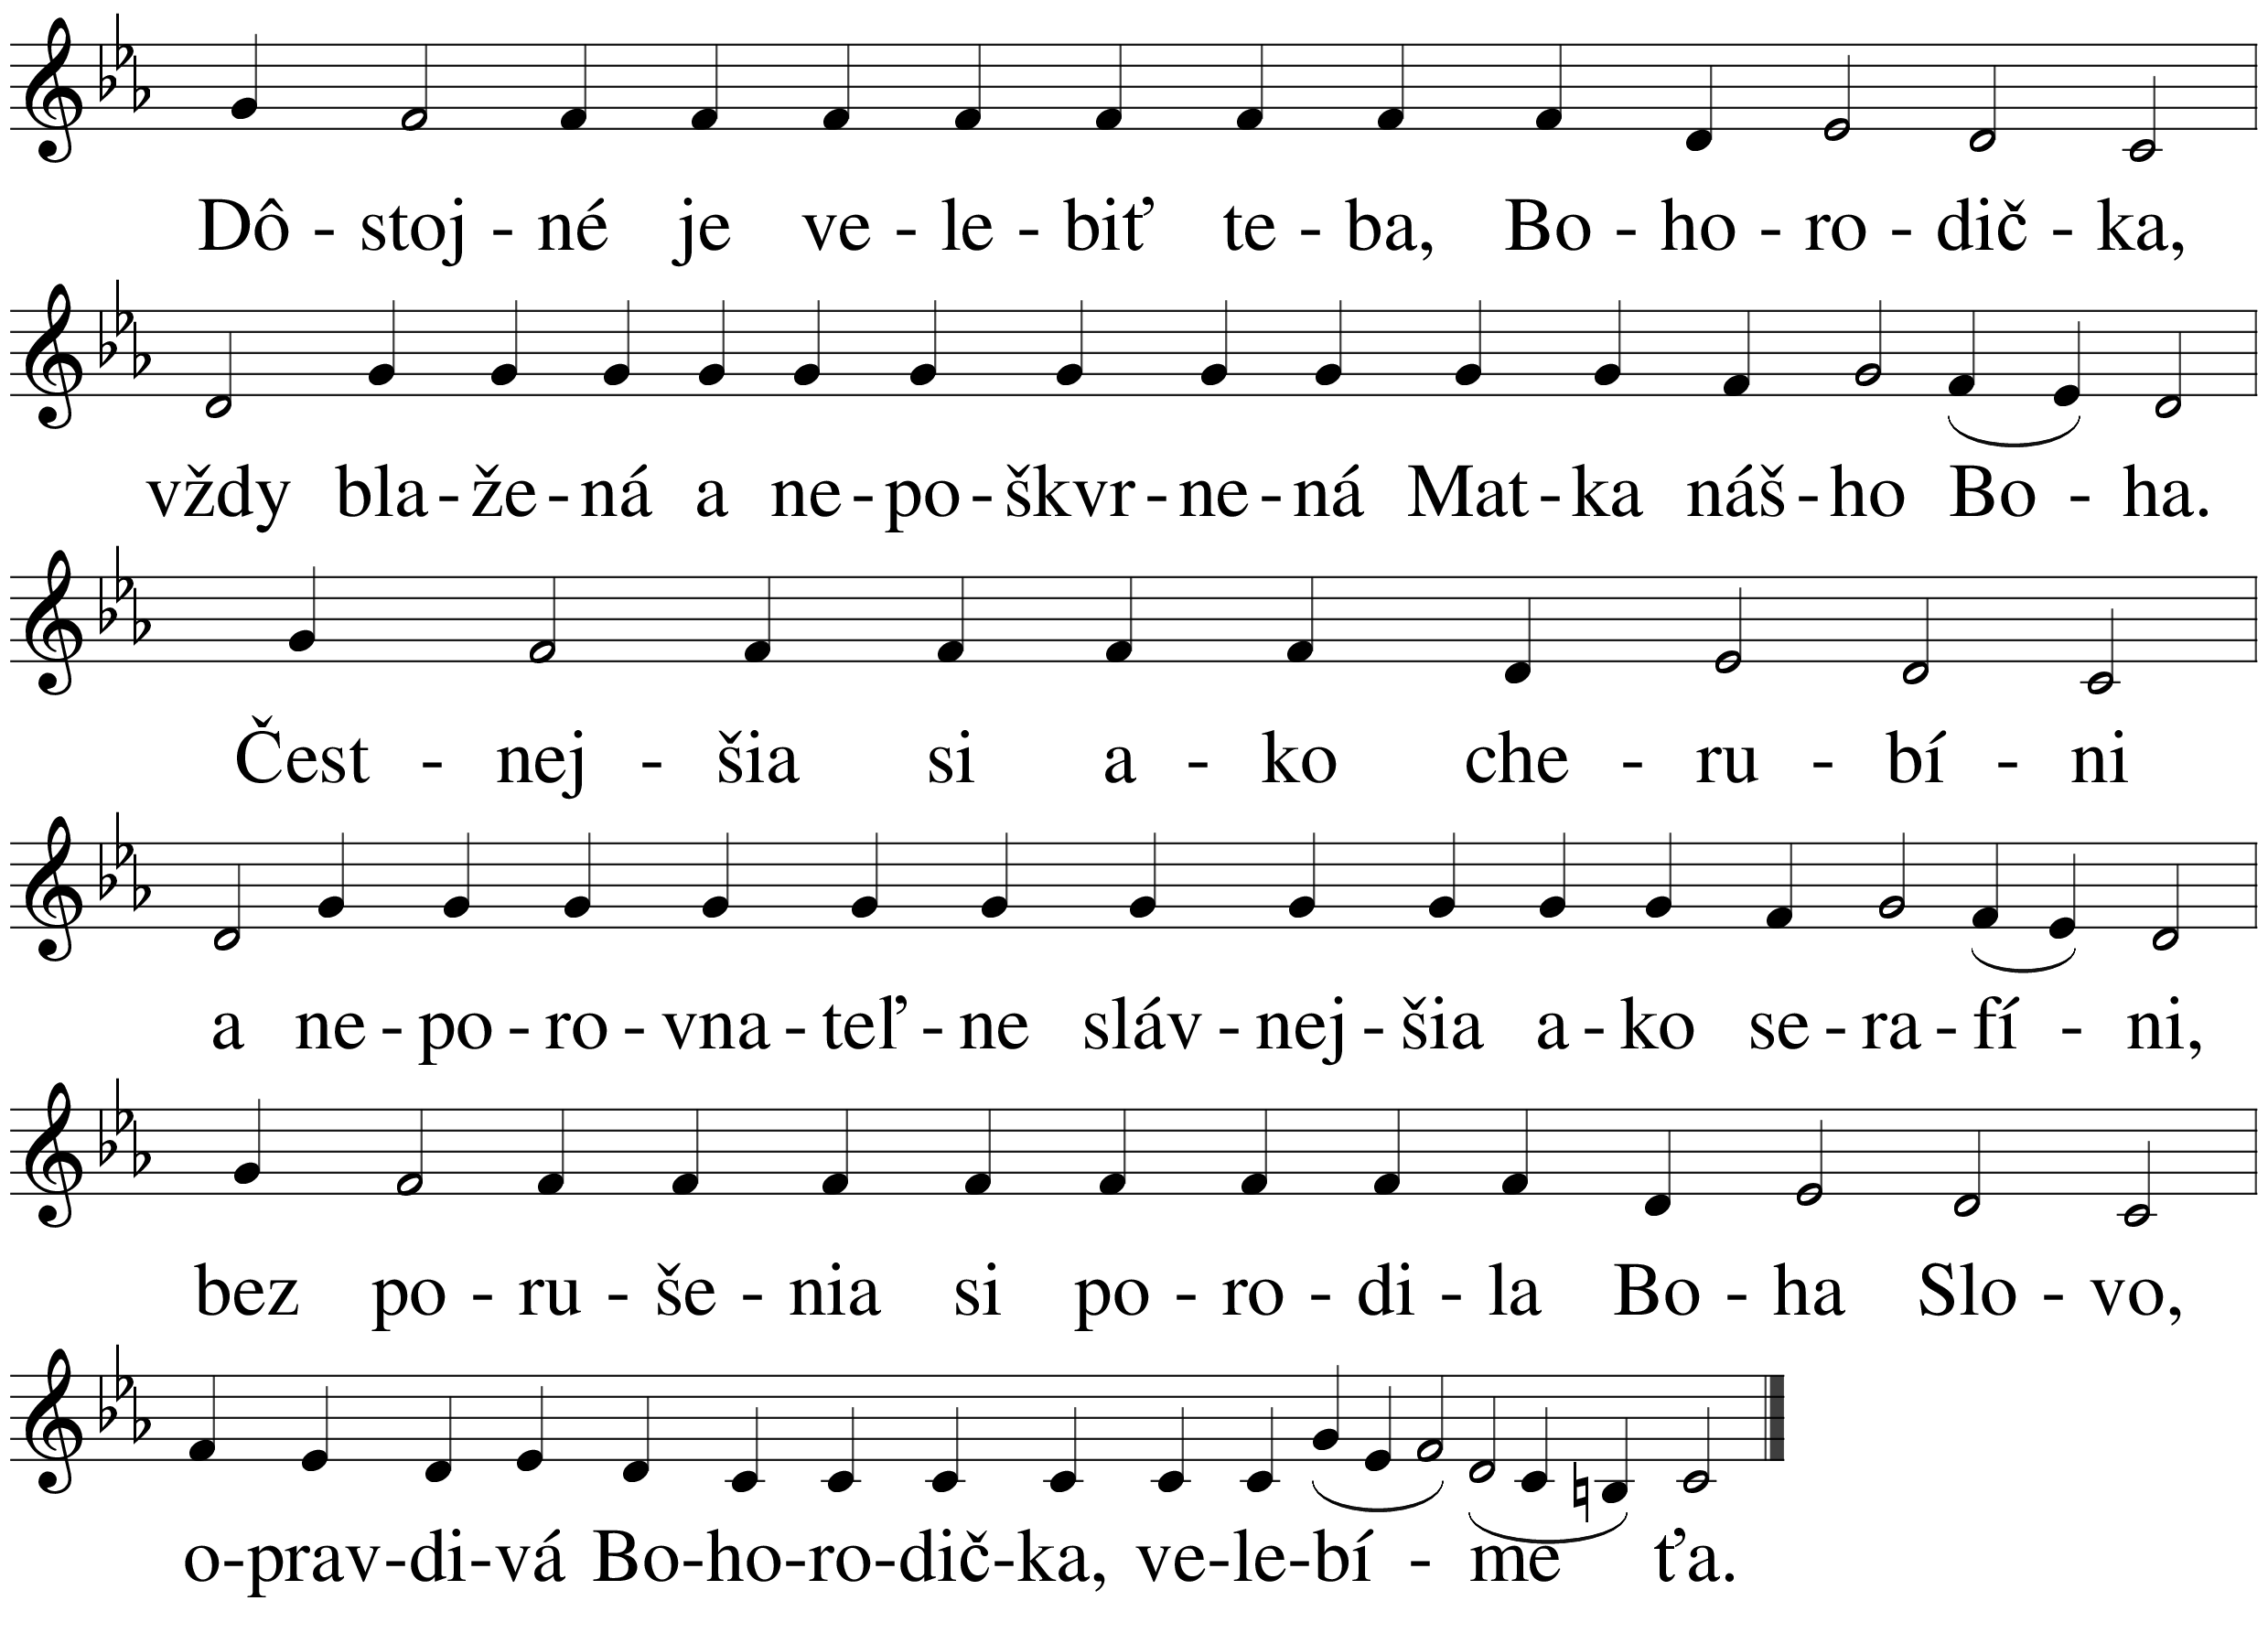 Dô - stoj - né je ve - le - biť te - ba, Bo - ho - ro - dič - ka,
vždy bla - že - ná a ne - po - škvr - ne - ná Mat - ka náš - ho Bo - ha.
Čest - nej - šia si a - ko che - ru - bí - ni
a ne - po - ro - vna - teľ - ne sláv - nej - šia a - ko se - ra - fí - ni,
bez po - ru - še - nia si po - ro - di - la Bo - ha Slo - vo,
o-prav-di-vá Bo-ho-ro-dič-ka, ve-le-bí - me ťa.